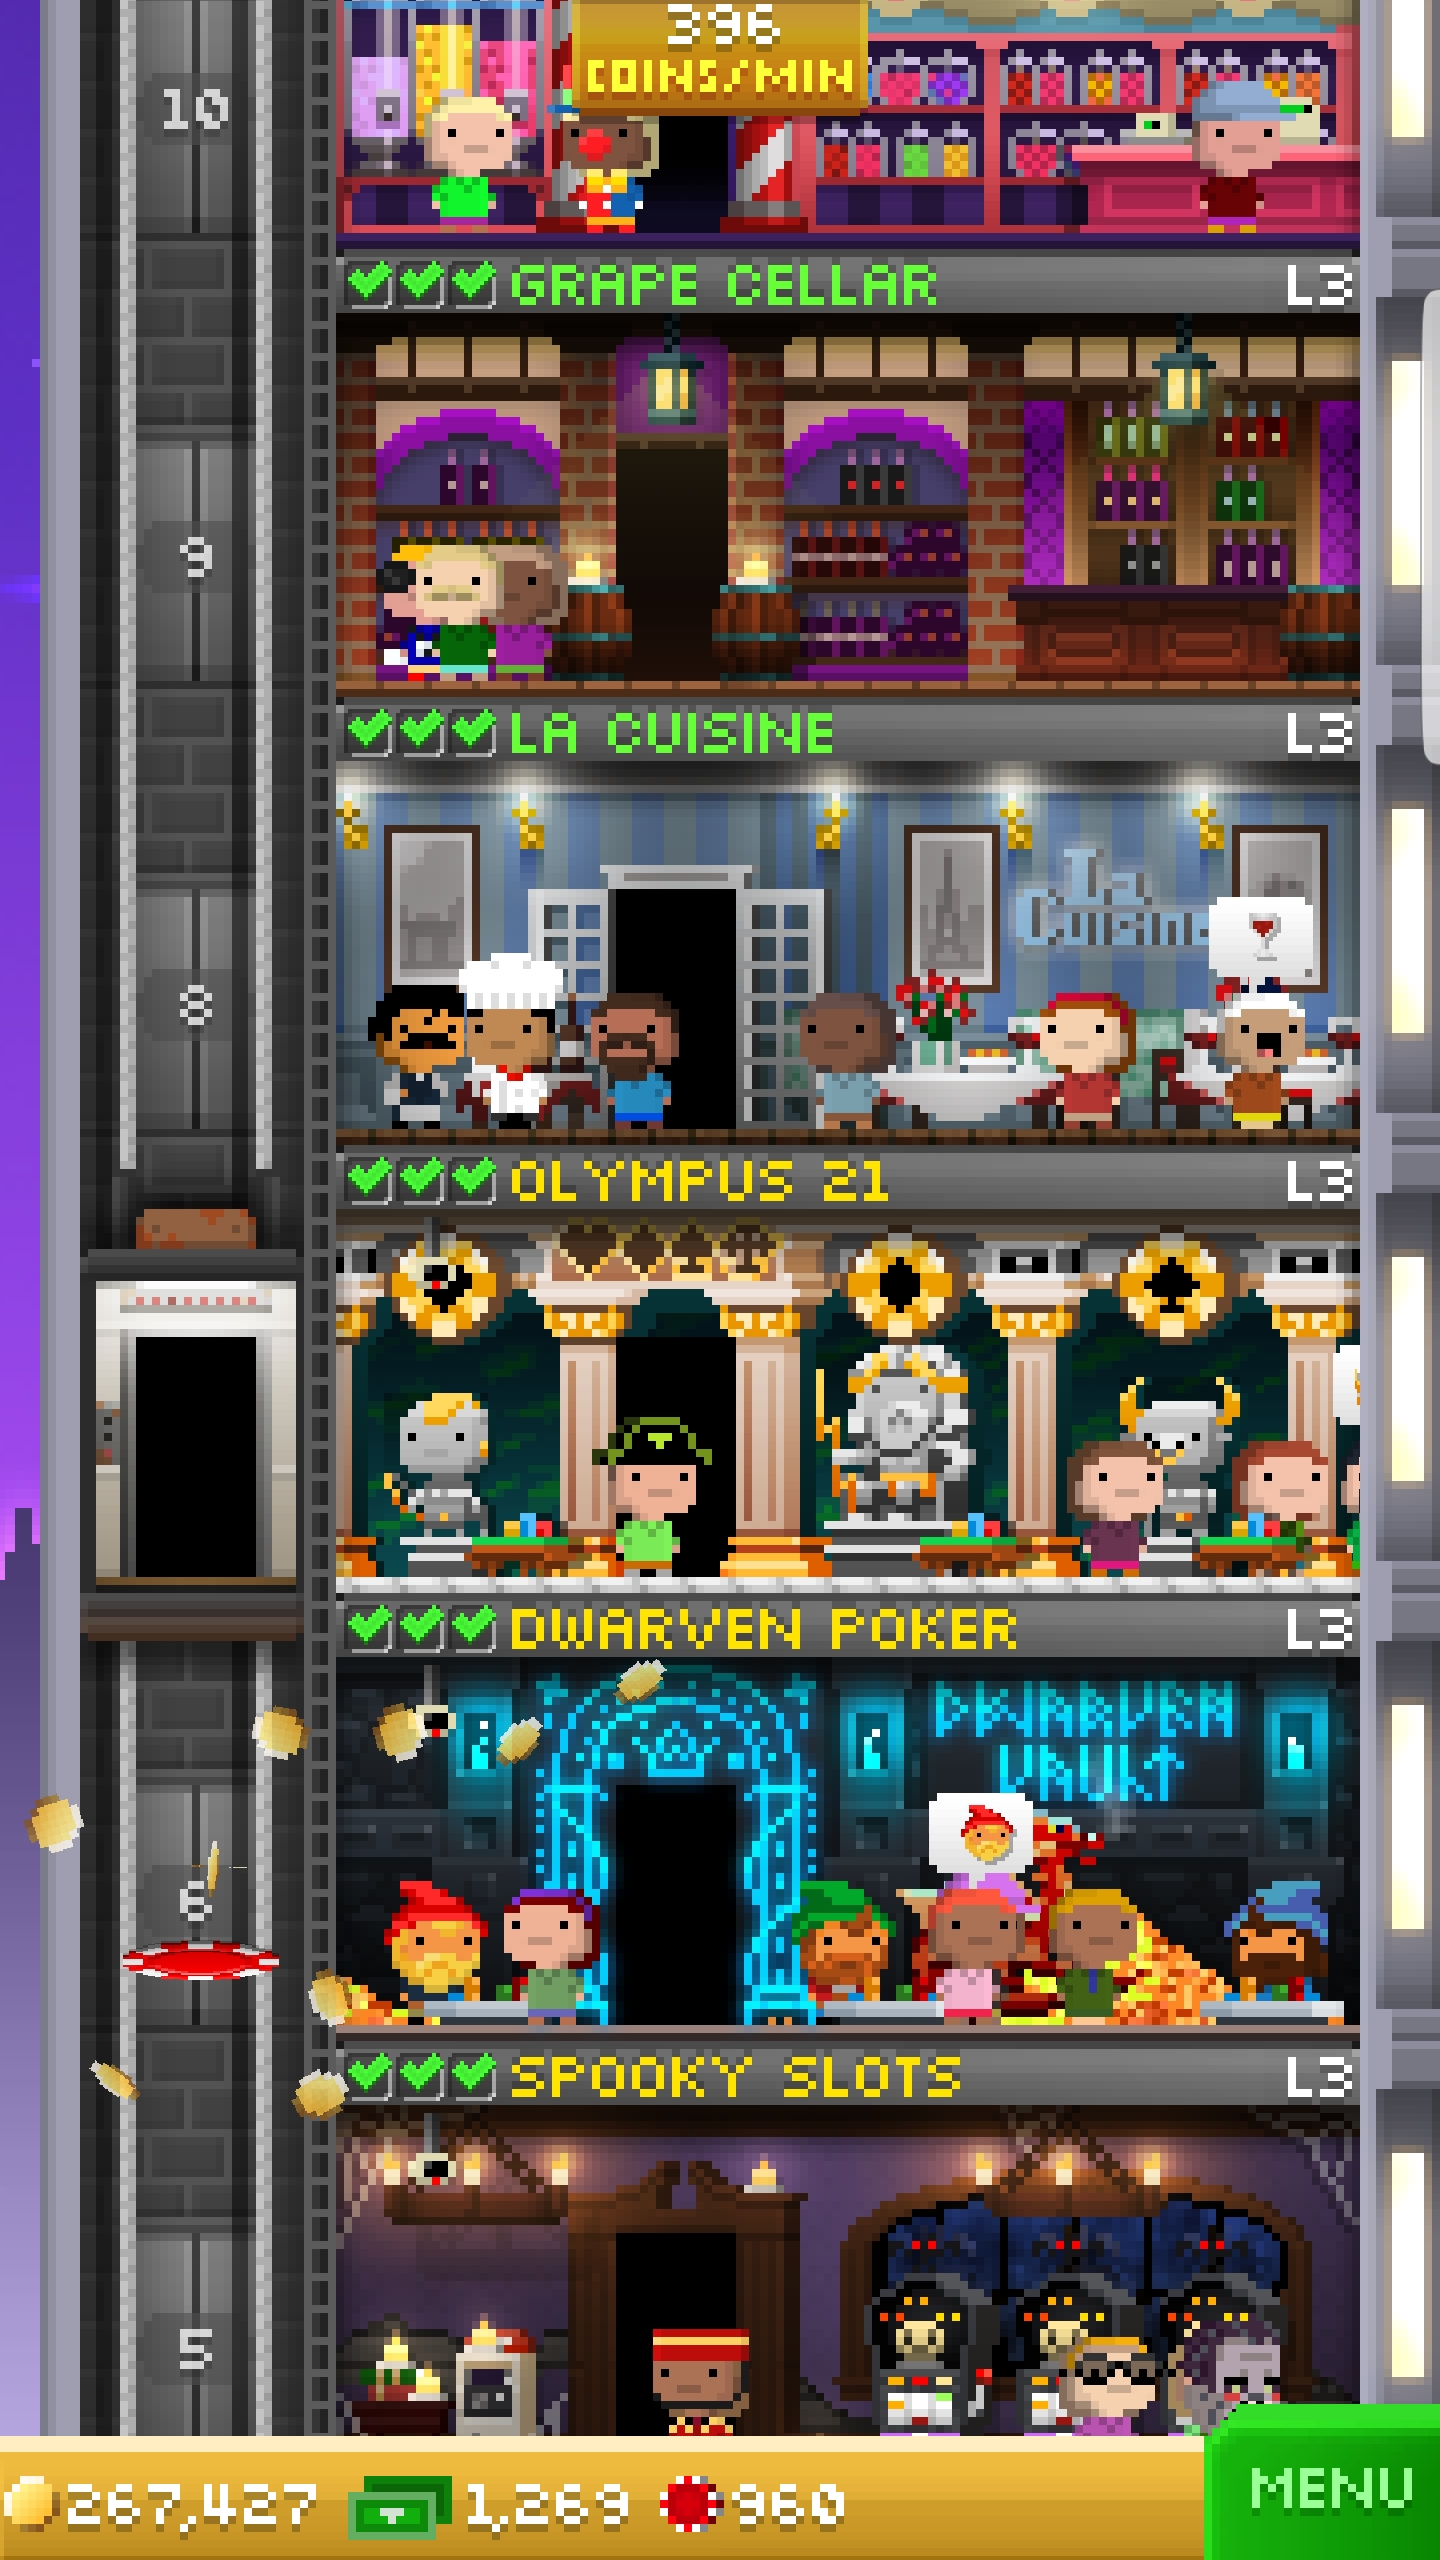 396
COINS/MIN
10
GRAPE CELLAR L3
9
LA CUISINE L3
La
Cuisine
8
OLYMPUS 21 L3
DWARVEN POKER L3
DWARVEN
VAULT
6
SPOOKY SLOTS L3
5
267,427 1,269 960
MENU